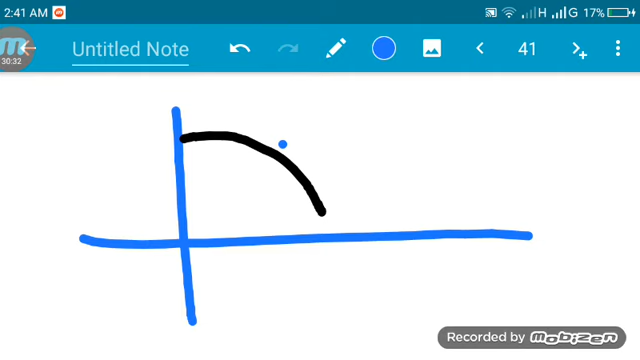 2:41 AM H G 17%
m
30:32
Untitled Note 41
Recorded by mobizen